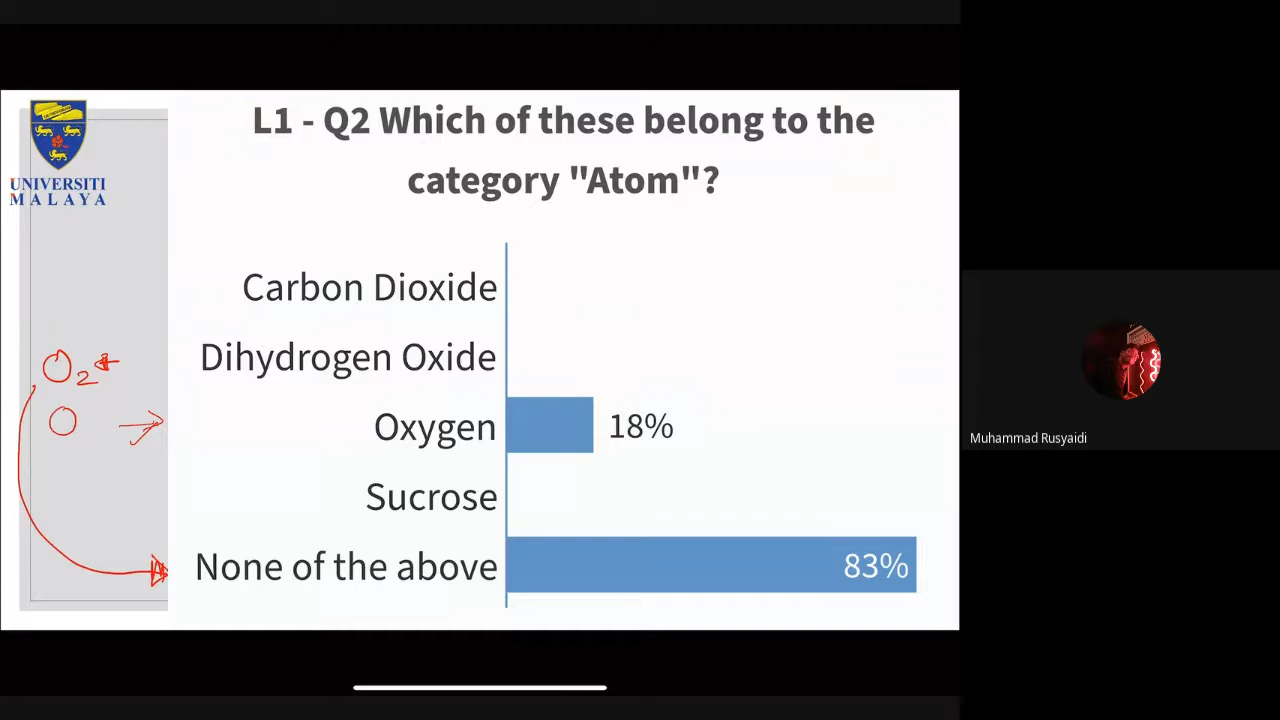 L1 - Q2 Which of these belong to the
category "Atom"?
UNIVERSITI
MALAYA
Carbon Dioxide
Dihydrogen Oxide
O2
Oxygen 18%
O
Sucrose
None of the above 83%
Muhammad Rusyaidi